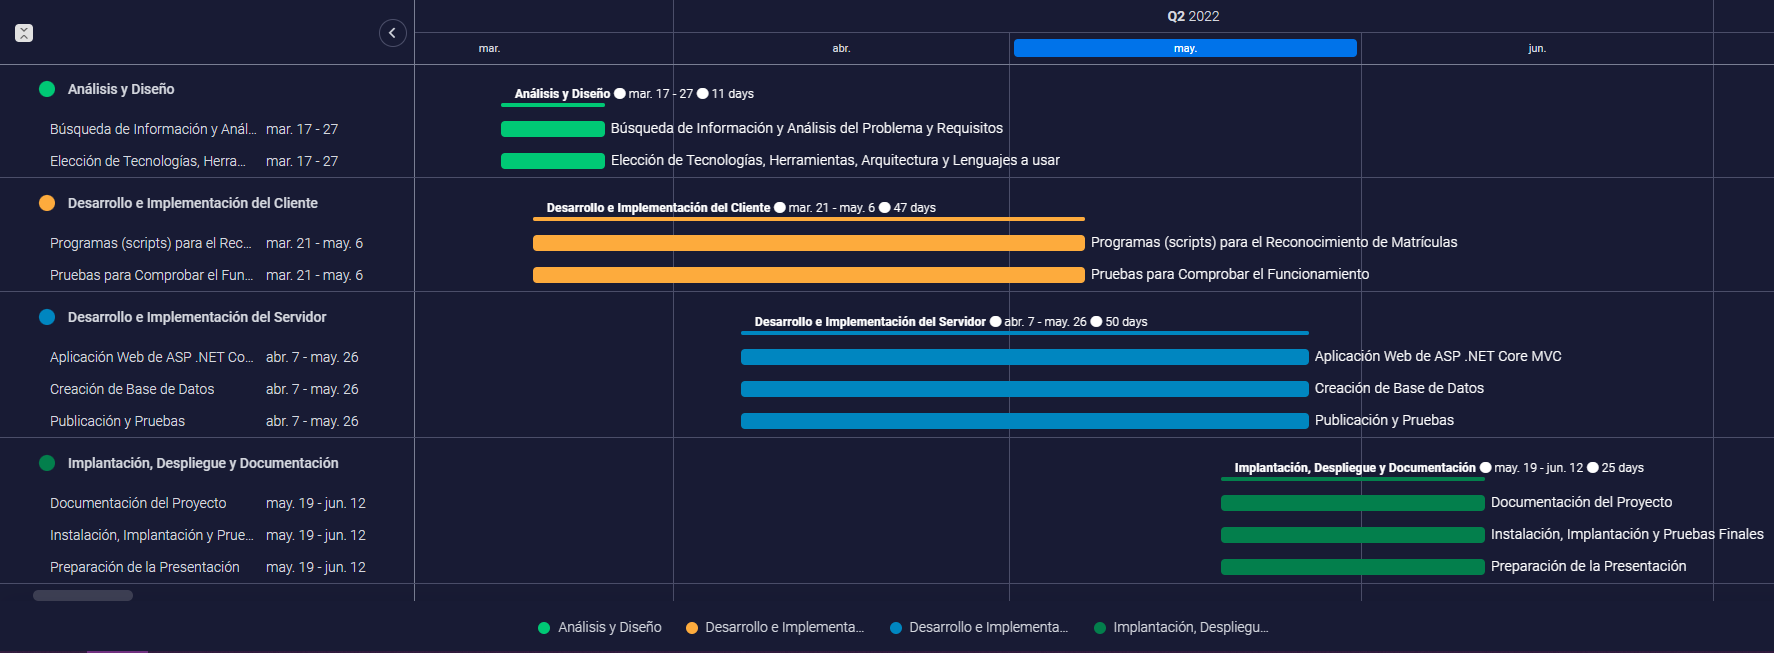 Q2 2022
mar.
abr.
may.
jun.
Análisis y Diseño
Análisis y Diseño ● mar. 17 - 27 ● 11 days
Búsqueda de Información y Anál... mar. 17 - 27
Búsqueda de Información y Análisis del Problema y Requisitos
Elección de Tecnologías, Herra... mar. 17 - 27
Elección de Tecnologías, Herramientas, Arquitectura y Lenguajes a usar
Desarrollo e Implementación del Cliente
Desarrollo e Implementación del Cliente ● mar. 21 - may. 6 ● 47 days
Programas (scripts) para el Rec... mar. 21 - may. 6
Programas (scripts) para el Reconocimiento de Matrículas
Pruebas para Comprobar el Fun... mar. 21 - may. 6
Pruebas para Comprobar el Funcionamiento
Desarrollo e Implementación del Servidor
Desarrollo e Implementación del Servidor ● abr. 7 - may. 26 ● 50 days
Aplicación Web de ASP .NET Co... abr. 7 - may. 26
Aplicación Web de ASP .NET Core MVC
Creación de Base de Datos abr. 7 - may. 26
Creación de Base de Datos
Publicación y Pruebas abr. 7 - may. 26
Publicación y Pruebas
Implantación, Despliegue y Documentación
Implantación, Despliegue y Documentación ● may. 19 - jun. 12 ● 25 days
Documentación del Proyecto may. 19 - jun. 12
Documentación del Proyecto
Instalación, Implantación y Prue... may. 19 - jun. 12
Instalación, Implantación y Pruebas Finales
Preparación de la Presentación may. 19 - jun. 12
Preparación de la Presentación
Análisis y Diseño
Desarrollo e Implementa...
Desarrollo e Implementa...
Implantación, Despliegu...